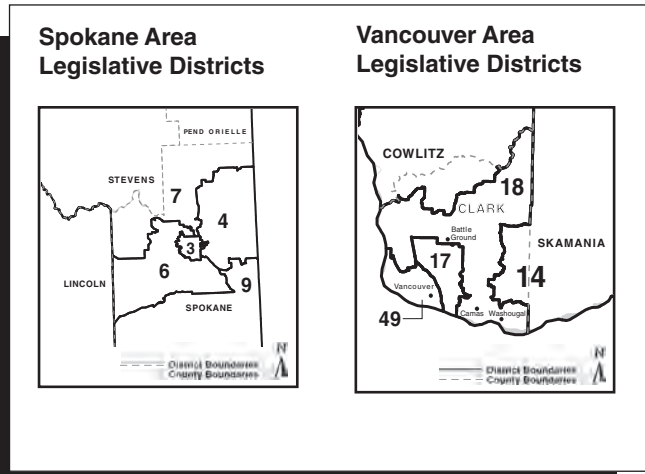 Spokane Area
Legislative Districts
PEND ORIELLE
STEVENS
7
4
3
6
LINCOLN
9
SPOKANE
N
District Boundaries
County Boundaries
Vancouver Area
Legislative Districts
COWLITZ
18
CLARK
Battle
Ground
SKAMANIA
17
14
Vancouver
49
Camas
Washougal
N
District Boundaries
County Boundaries